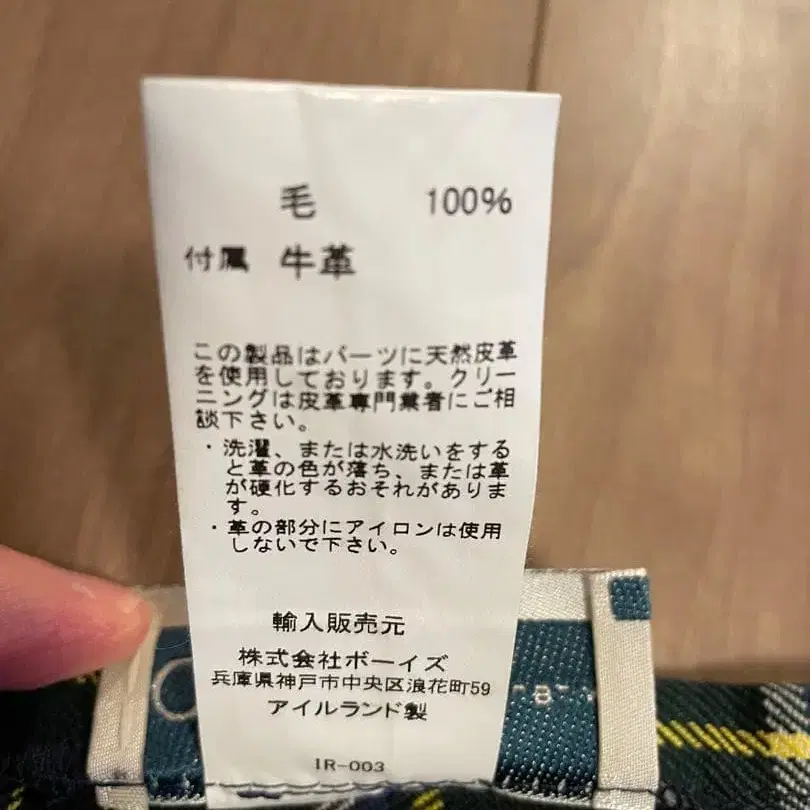 毛 100%
付属 牛革
この製品はパーツに天然皮革
を使用しております。クリー
ニングは皮革専門業者にご相
談下さい。
・洗濯、または水洗いをする
と革の色が落ち、または革
が硬化するおそれがありま
す。
・革の部分にアイロンは使用
しないで下さい。
輸入販売元
株式会社ボーイズ
兵庫県神戸市中央区浪花町59
アイルランド製
IR-003